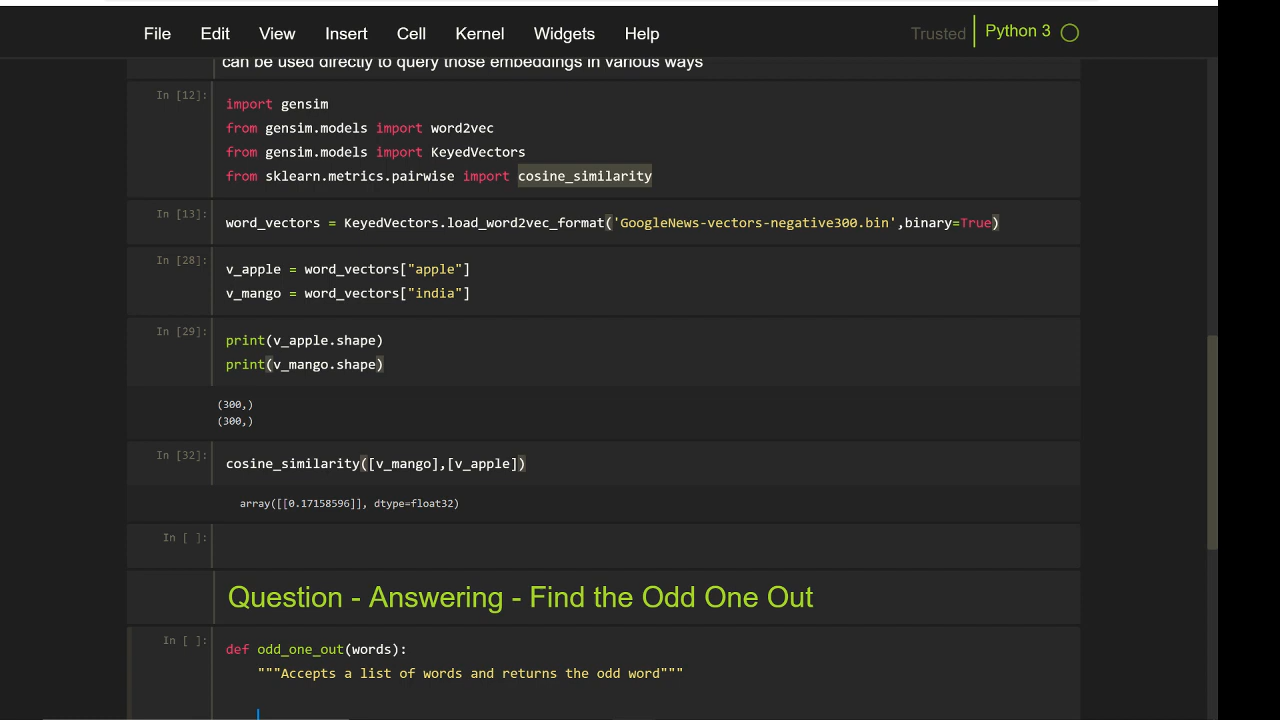 File Edit View Insert Cell Kernel Widgets Help Trusted Python 3
can be used directly to query those embeddings in various ways
In [12]:
import gensim
from gensim.models import word2vec
from gensim.models import KeyedVectors
from sklearn.metrics.pairwise import cosine_similarity
In [13]:
word_vectors = KeyedVectors.load_word2vec_format('GoogleNews-vectors-negative300.bin',binary=True)
In [28]:
v_apple = word_vectors["apple"]
v_mango = word_vectors["india"]
In [29]:
print(v_apple.shape)
print(v_mango.shape)
(300,)
(300,)
In [32]:
cosine_similarity([v_mango],[v_apple])
array([[0.17158596]], dtype=float32)
In [ ]:
Question - Answering - Find the Odd One Out
In [ ]:
def odd_one_out(words):
"""Accepts a list of words and returns the odd word"""